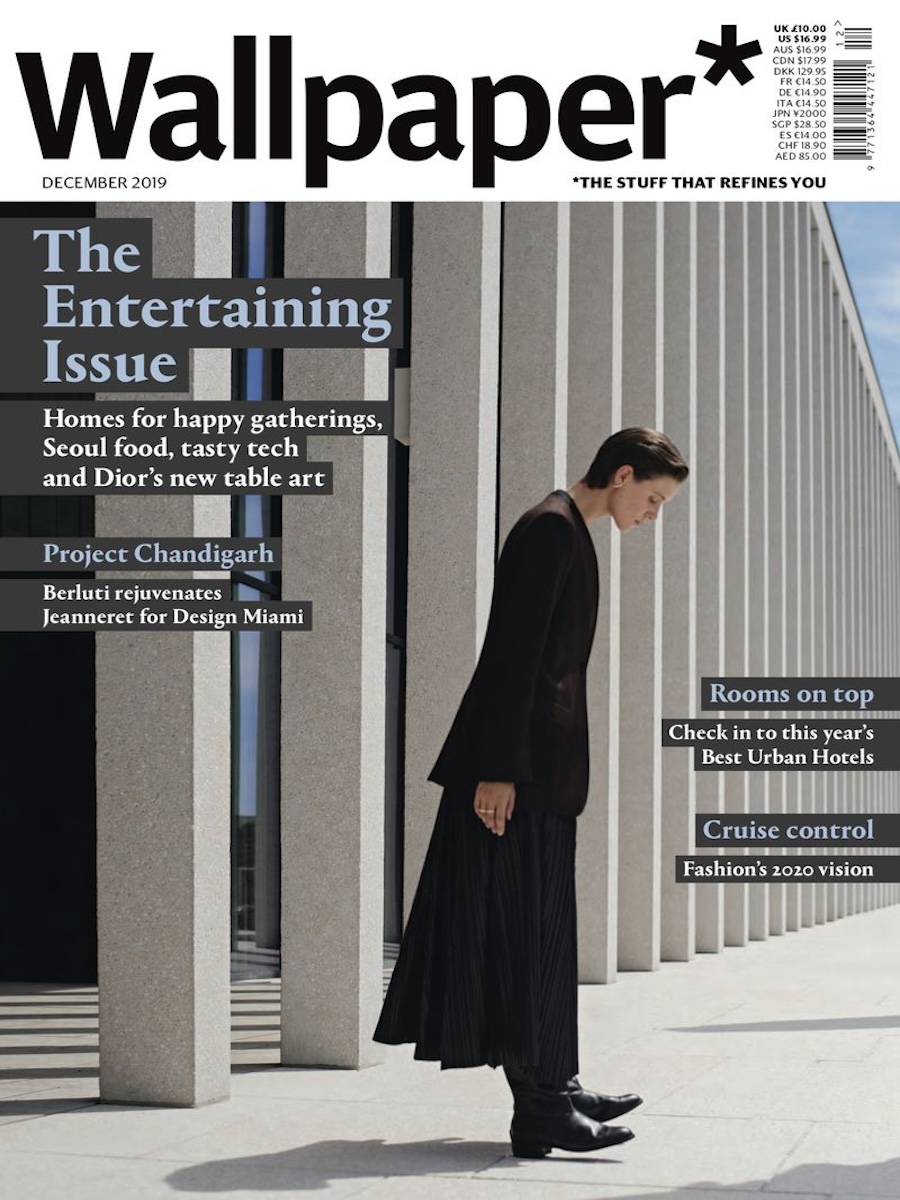 Wallpaper*
DECEMBER 2019
*THE STUFF THAT REFINES YOU
UK £10.00
US $16.99
AUS $16.99
CDN $17.99
DKK 129.95
FR €14.50
DE €14.90
ITA €14.50
JPN ¥2000
SGP $28.50
ES €14.00
CHF 18.90
AED 85.00
12>
9 771364 447121
The
Entertaining
Issue
Homes for happy gatherings,
Seoul food, tasty tech
and Dior’s new table art
Project Chandigarh
Berluti rejuvenates
Jeanneret for Design Miami
Rooms on top
Check in to this year’s
Best Urban Hotels
Cruise control
Fashion’s 2020 vision